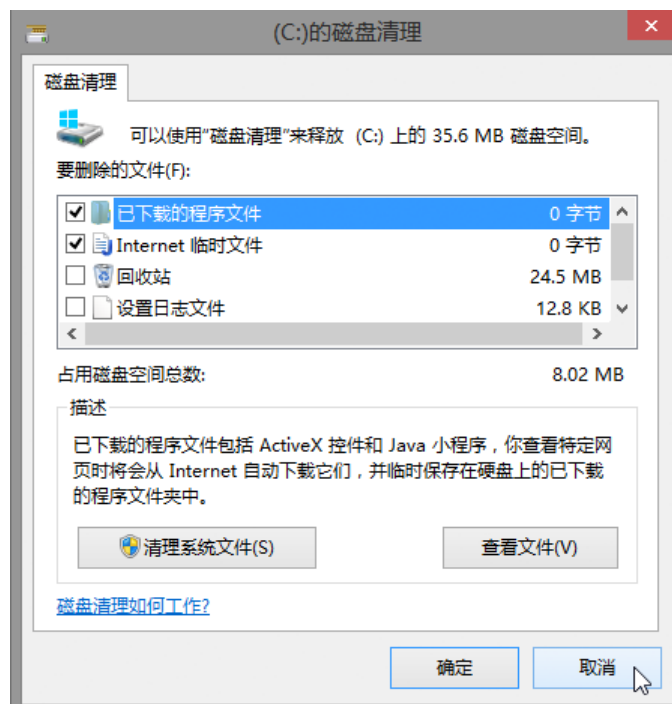 (C:)的磁盘清理
磁盘清理
可以使用“磁盘清理”来释放 (C:) 上的 35.6 MB 磁盘空间。
要删除的文件(F):
已下载的程序文件 0 字节
Internet 临时文件 0 字节
回收站 24.5 MB
设置日志文件 12.8 KB
占用磁盘空间总数: 8.02 MB
描述
已下载的程序文件包括 ActiveX 控件和 Java 小程序，你查看特定网
页时将会从 Internet 自动下载它们，并临时保存在硬盘上的已下载
的程序文件夹中。
清理系统文件(S) 查看文件(V)
磁盘清理如何工作?
确定 取消